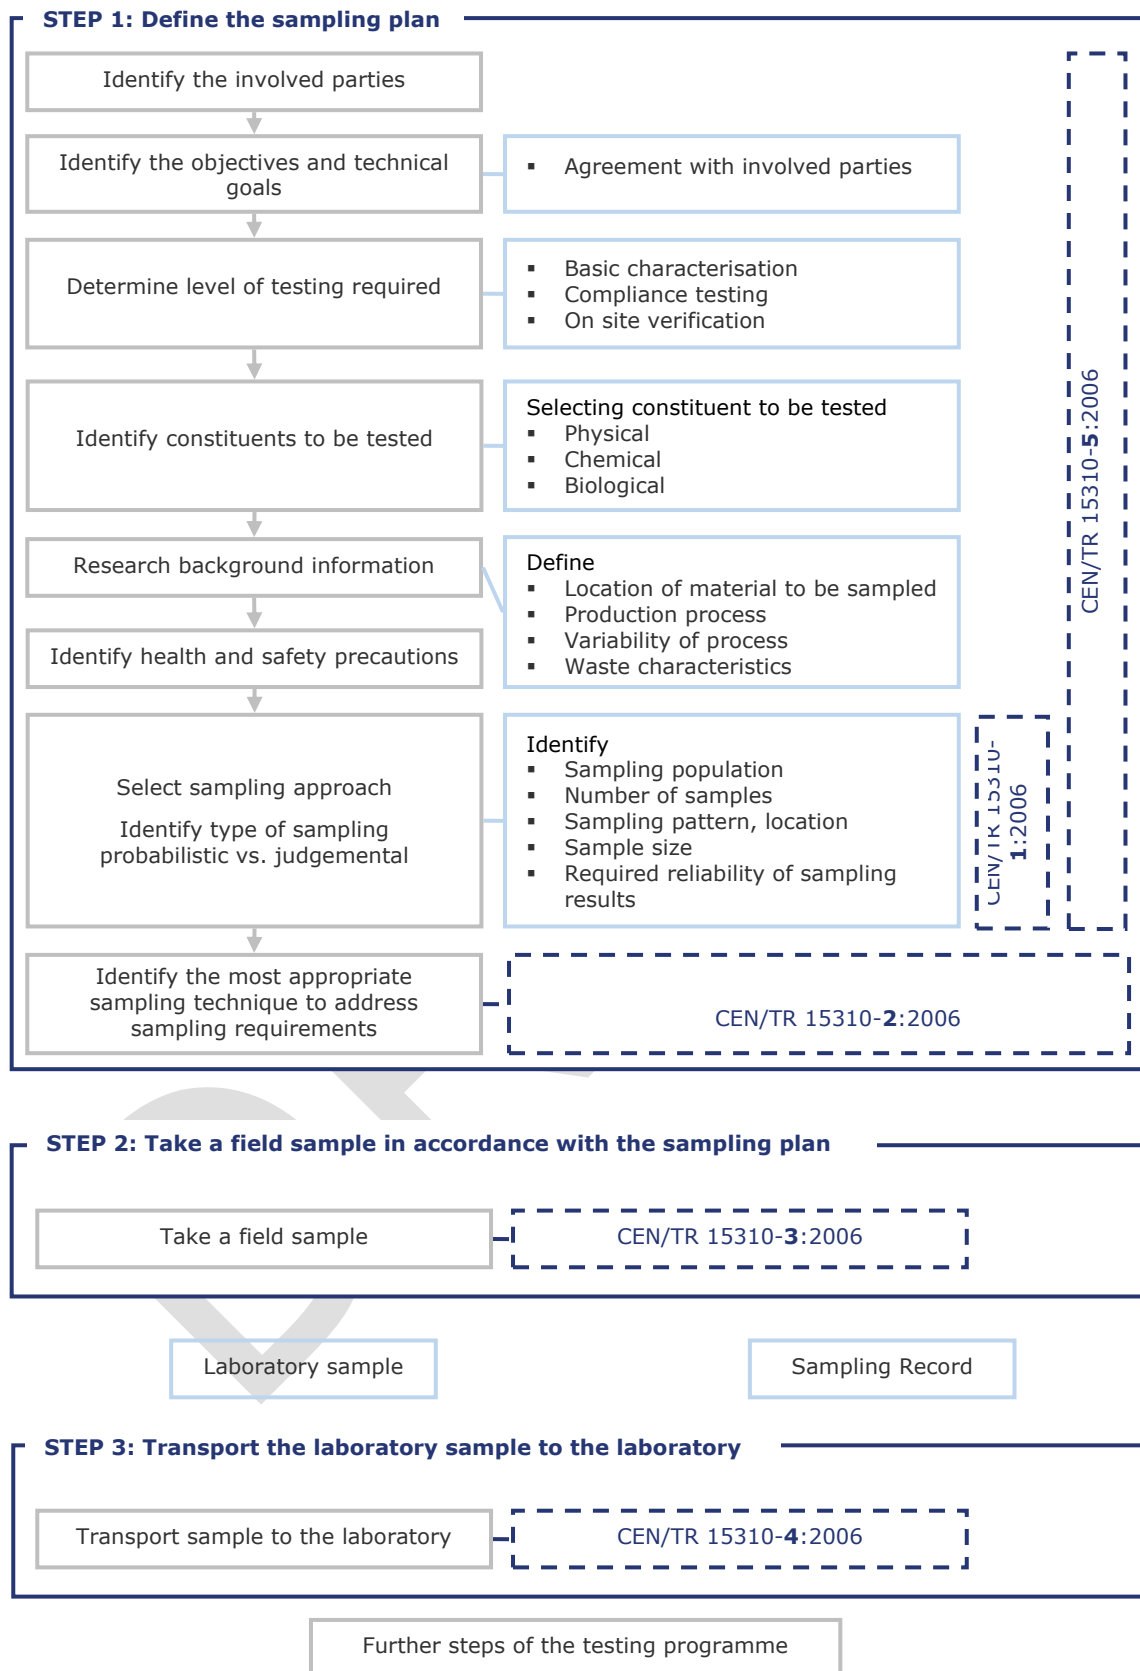 STEP 1: Define the sampling plan
Identify the involved parties
Identify the objectives and technical
goals
▪ Agreement with involved parties
Determine level of testing required
▪ Basic characterisation
▪ Compliance testing
▪ On site verification
Identify constituents to be tested
Selecting constituent to be tested
▪ Physical
▪ Chemical
▪ Biological
Research background information
Define
▪ Location of material to be sampled
▪ Production process
▪ Variability of process
▪ Waste characteristics
Identify health and safety precautions
Select sampling approach
Identify type of sampling
probabilistic vs. judgemental
Identify
▪ Sampling population
▪ Number of samples
▪ Sampling pattern, location
▪ Sample size
▪ Required reliability of sampling
results
CEN/TR 15310-
1:2006
CEN/TR 15310-5:2006
Identify the most appropriate
sampling technique to address
sampling requirements
CEN/TR 15310-2:2006
STEP 2: Take a field sample in accordance with the sampling plan
Take a field sample
CEN/TR 15310-3:2006
Laboratory sample
Sampling Record
STEP 3: Transport the laboratory sample to the laboratory
Transport sample to the laboratory
CEN/TR 15310-4:2006
Further steps of the testing programme